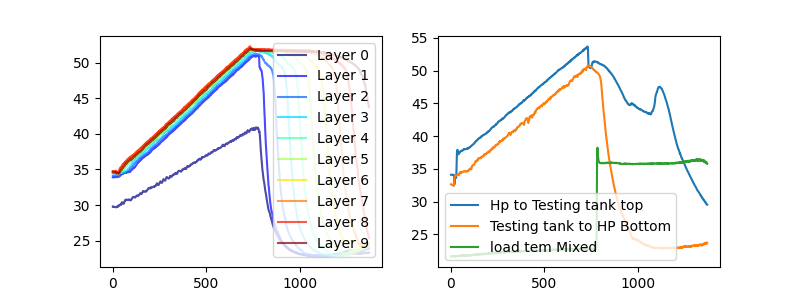 50
45
40
35
30
25
0
500
1000
Layer 0
Layer 1
Layer 2
Layer 3
Layer 4
Layer 5
Layer 6
Layer 7
Layer 8
Layer 9
55
50
45
40
35
30
25
0
500
1000
Hp to Testing tank top
Testing tank to HP Bottom
load tem Mixed